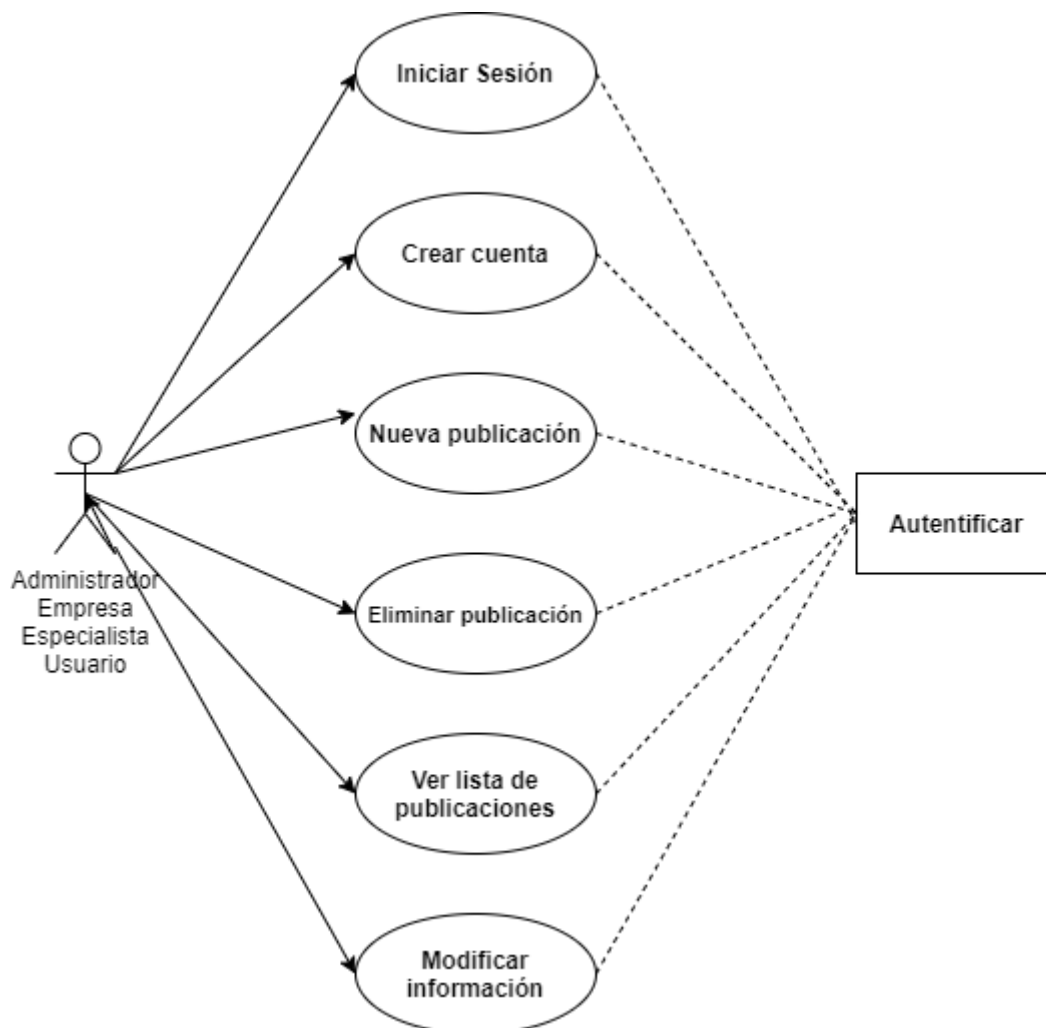 Iniciar Sesión
Crear cuenta
Nueva publicación
Autentificar
Administrador
Empresa
Especialista
Usuario
Eliminar publicación
Ver lista de
publicaciones
Modificar
información